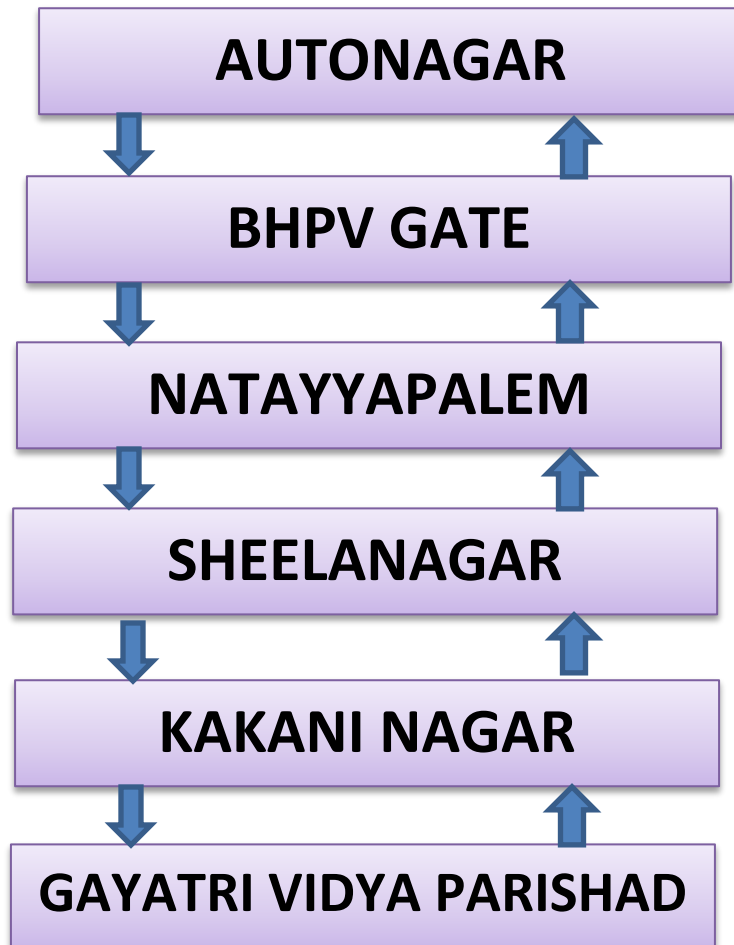 AUTONAGAR
BHPV GATE
NATAYYAPALEM
SHEELANAGAR
KAKANI NAGAR
GAYATRI VIDYA PARISHAD